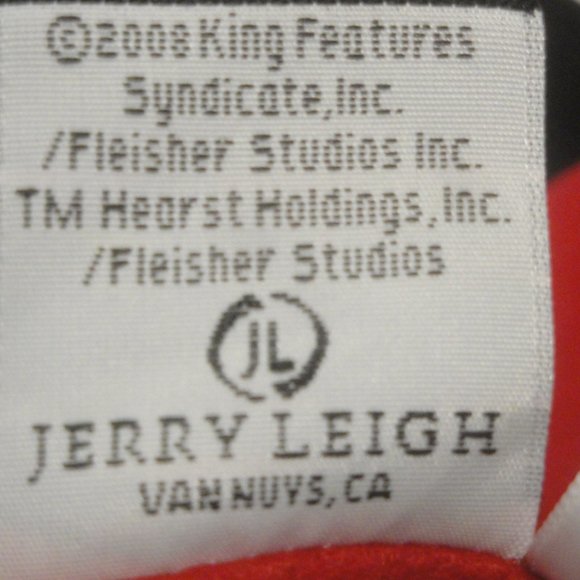 ©2008 King Features
Syndicate,Inc.
/Fleisher Studios Inc.
TM Hearst Holdings, Inc.
/Fleisher Studios
JL
JERRY LEIGH
VAN NUYS, CA